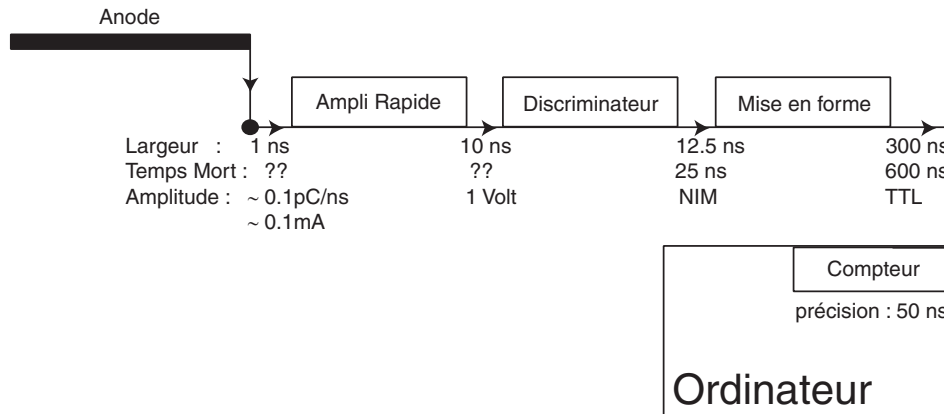 Anode
Ampli Rapide Discriminateur Mise en forme
Largeur : 1 ns 10 ns 12.5 ns 300 ns
Temps Mort : ?? ?? 25 ns 600 ns
Amplitude : ~ 0.1pC/ns 1 Volt NIM TTL
~ 0.1mA
Compteur
précision : 50 ns
Ordinateur